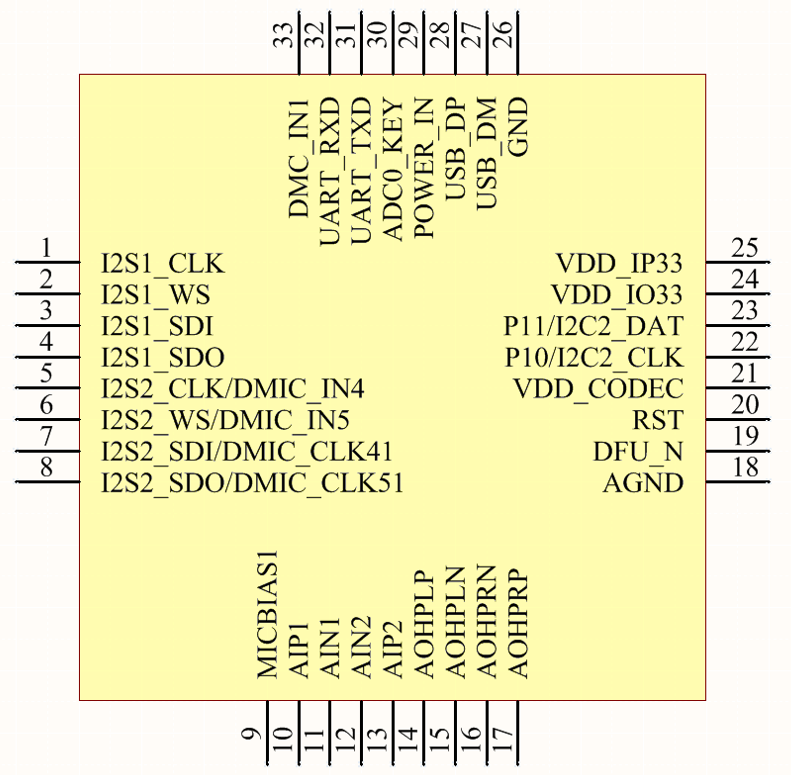 33 32 31 30 29 28 27 26
DMC_IN1
UART_RXD
UART_TXD
ADC0_KEY
POWER_IN
USB_DP
USB_DM
GND
1 I2S1_CLK
2 I2S1_WS
3 I2S1_SDI
4 I2S1_SDO
5 I2S2_CLK/DMIC_IN4
6 I2S2_WS/DMIC_IN5
7 I2S2_SDI/DMIC_CLK41
8 I2S2_SDO/DMIC_CLK51
VDD_IP33 25
VDD_IO33 24
P11/I2C2_DAT 23
P10/I2C2_CLK 22
VDD_CODEC 21
RST 20
DFU_N 19
AGND 18
MICBIAS1
AIP1
AIN1
AIN2
AIP2
AOHPLP
AOHPLN
AOHPRN
AOHPRP
9 10 11 12 13 14 15 16 17